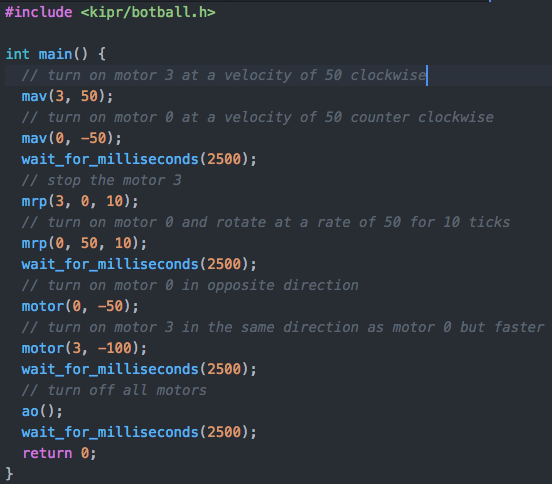 #include <kipr/botball.h>

int main() {
  // turn on motor 3 at a velocity of 50 clockwise
  mav(3, 50);
  // turn on motor 0 at a velocity of 50 counter clockwise
  mav(0, -50);
  wait_for_milliseconds(2500);
  // stop the motor 3
  mrp(3, 0, 10);
  // turn on motor 0 and rotate at a rate of 50 for 10 ticks
  mrp(0, 50, 10);
  wait_for_milliseconds(2500);
  // turn on motor 0 in opposite direction
  motor(0, -50);
  // turn on motor 3 in the same direction as motor 0 but faster
  motor(3, -100);
  wait_for_milliseconds(2500);
  // turn off all motors
  ao();
  wait_for_milliseconds(2500);
  return 0;
}